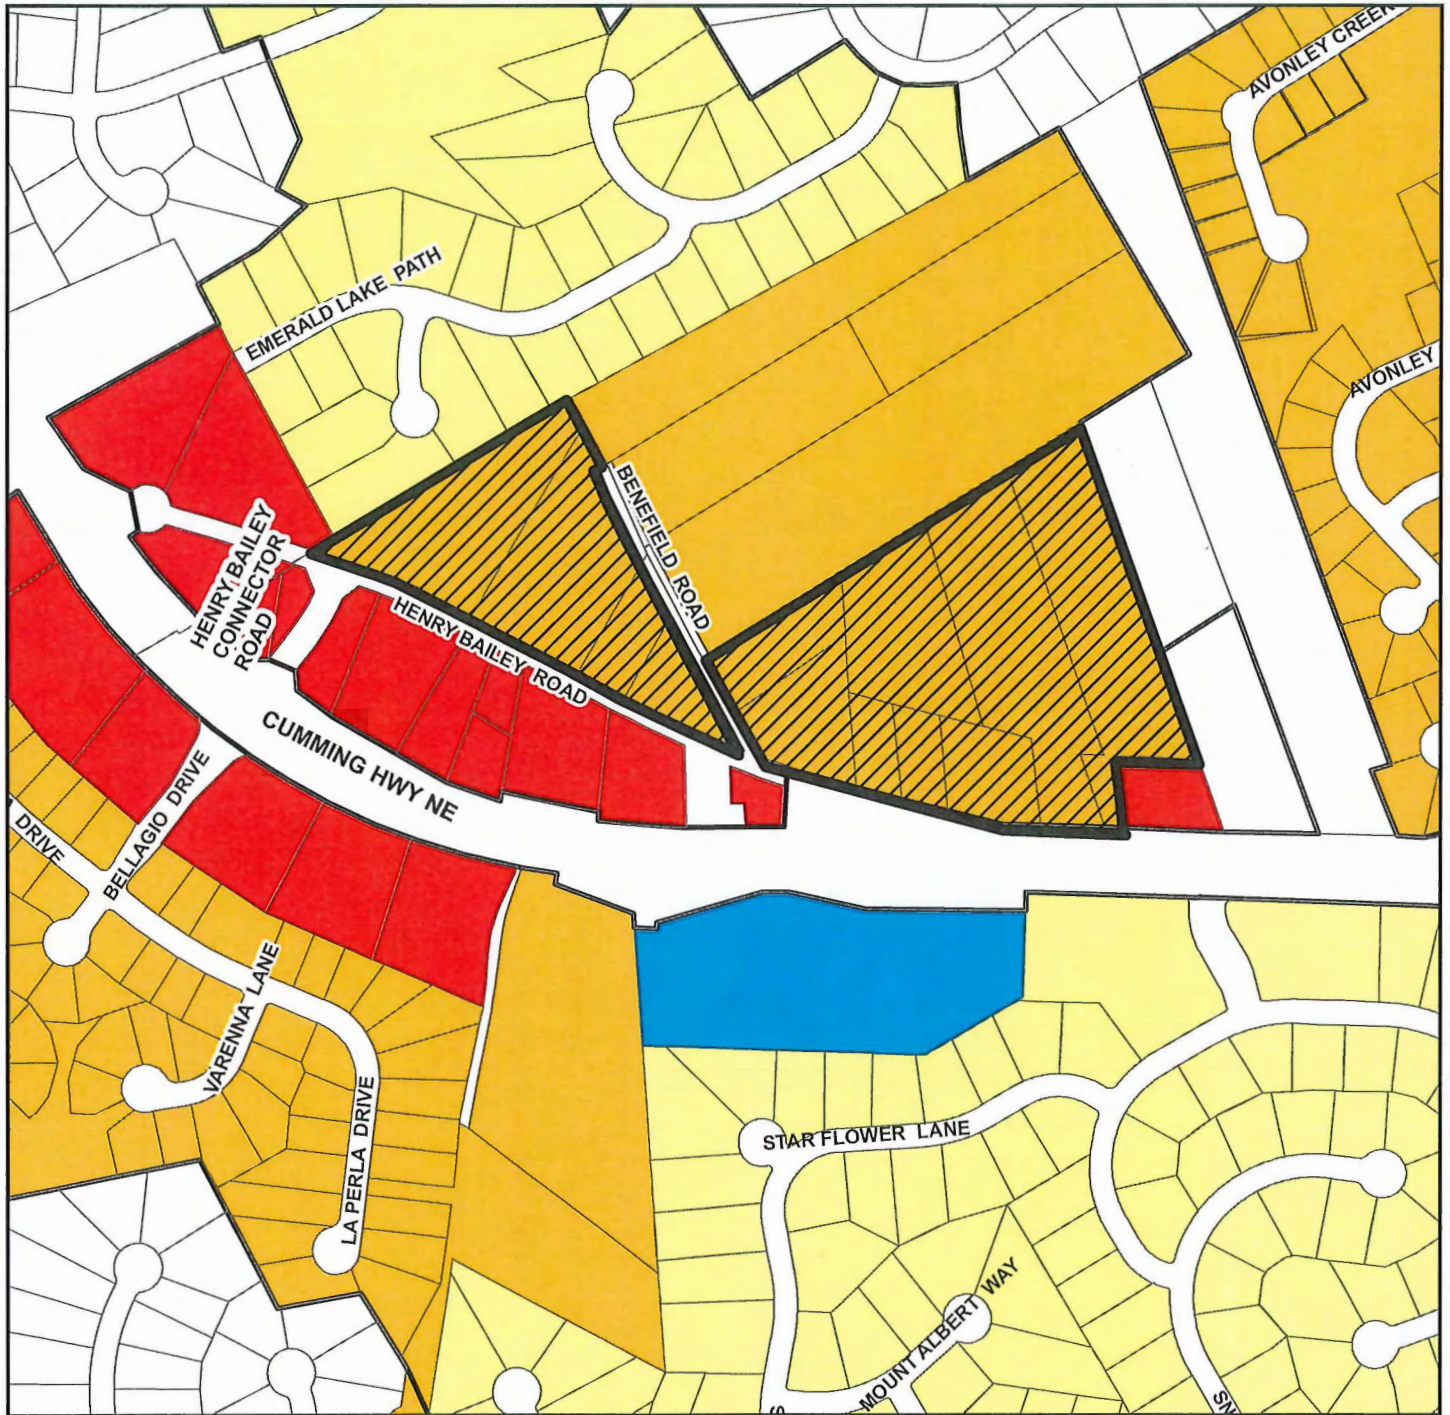 AVONLEY CREEK
EMERALD LAKE PATH
AVONLEY
BENEFIELD ROAD
HENRY BAILEY
CONNECTOR
ROAD
HENRY BAILEY ROAD
CUMMING HWY NE
BELLAGIO DRIVE
DRIVE
VARENNA LANE
LA PERLA DRIVE
STAR FLOWER LANE
MOUNT ALBERT WAY
S
SN